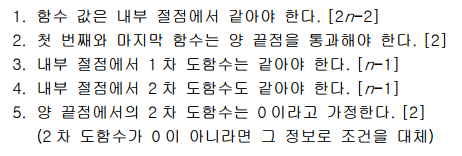 1. 함수 값은 내부 절점에서 같아야 한다. [2n-2]
2. 첫 번째와 마지막 함수는 양 끝점을 통과해야 한다. [2]
3. 내부 절점에서 1차 도함수는 같아야 한다. [n-1]
4. 내부 절점에서 2차 도함수도 같아야 한다. [n-1]
5. 양 끝점에서의 2차 도함수는 0이라고 가정한다. [2]
(2차 도함수가 0이 아니라면 그 정보로 조건을 대체)